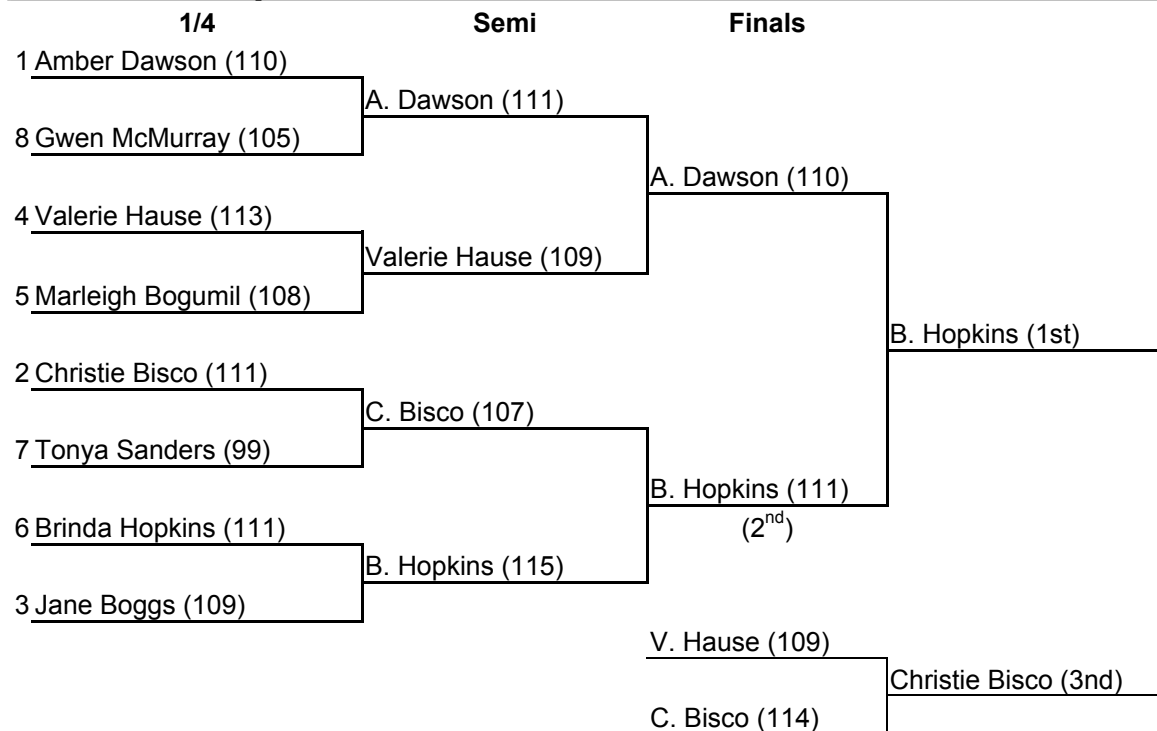 1/4 Semi Finals
1 Amber Dawson (110)
A. Dawson (111)
8 Gwen McMurray (105)
A. Dawson (110)
4 Valerie Hause (113)
Valerie Hause (109)
5 Marleigh Bogumil (108)
B. Hopkins (1st)
2 Christie Bisco (111)
C. Bisco (107)
7 Tonya Sanders (99)
B. Hopkins (111)
(2nd)
6 Brinda Hopkins (111)
B. Hopkins (115)
3 Jane Boggs (109)
V. Hause (109)
Christie Bisco (3nd)
C. Bisco (114)